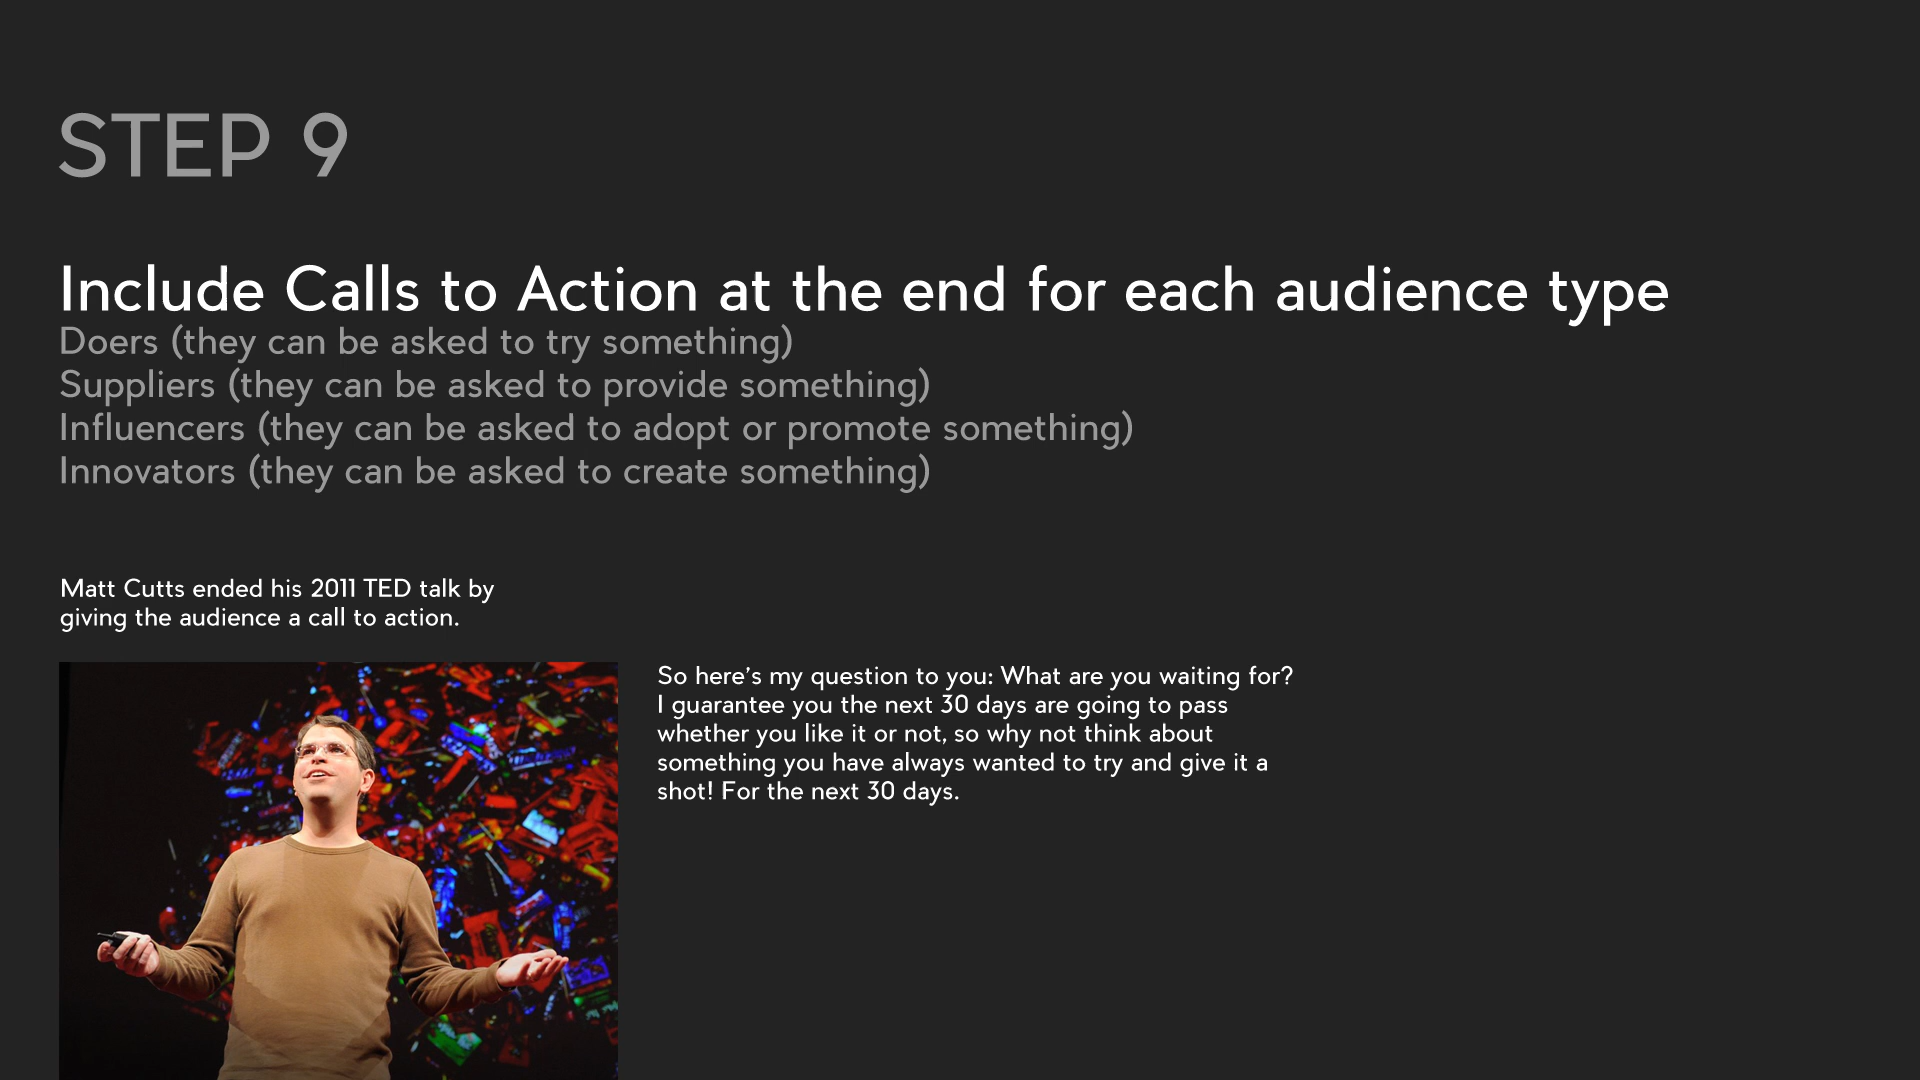 STEP 9
Include Calls to Action at the end for each audience type
Doers (they can be asked to try something)
Suppliers (they can be asked to provide something)
Influencers (they can be asked to adopt or promote something)
Innovators (they can be asked to create something)
Matt Cutts ended his 2011 TED talk by
giving the audience a call to action.
So here’s my question to you: What are you waiting for?
I guarantee you the next 30 days are going to pass
whether you like it or not, so why not think about
something you have always wanted to try and give it a
shot! For the next 30 days.